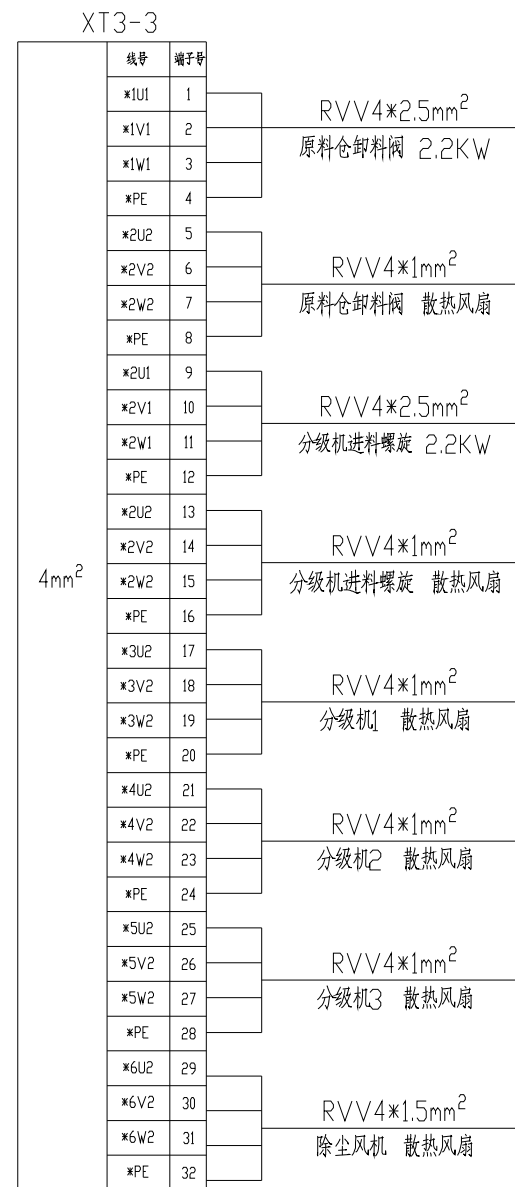 XT3-3
线号 端子号
*1U1 1
*1V1 2
*1W1 3
*PE 4
RVV4*2.5mm²
原料仓卸料阀 2.2KW
*2U2 5
*2V2 6
*2W2 7
*PE 8
RVV4*1mm²
原料仓卸料阀 散热风扇
*2U1 9
*2V1 10
*2W1 11
*PE 12
RVV4*2.5mm²
分级机进料螺旋 2.2KW
*2U2 13
*2V2 14
*2W2 15
*PE 16
4mm²
RVV4*1mm²
分级机进料螺旋 散热风扇
*3U2 17
*3V2 18
*3W2 19
*PE 20
RVV4*1mm²
分级机1 散热风扇
*4U2 21
*4V2 22
*4W2 23
*PE 24
RVV4*1mm²
分级机2 散热风扇
*5U2 25
*5V2 26
*5W2 27
*PE 28
RVV4*1mm²
分级机3 散热风扇
*6U2 29
*6V2 30
*6W2 31
*PE 32
RVV4*1.5mm²
除尘风机 散热风扇